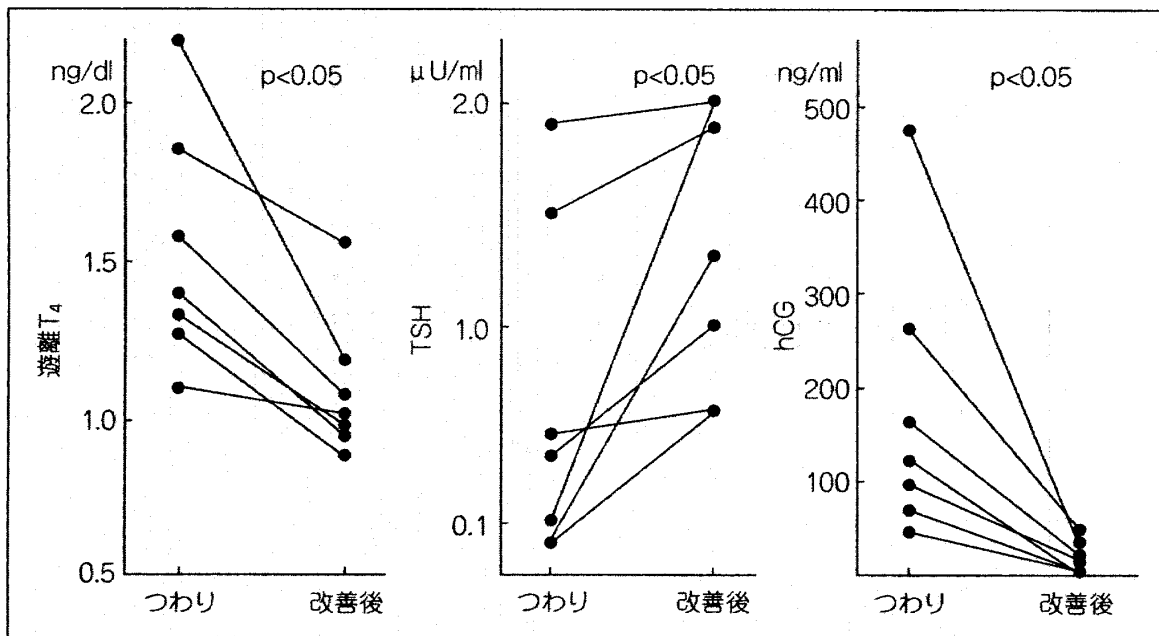 ng/dl
p<0.05
2.0
1.5
1.0
0.5
遊離T₄
つわり
改善後
μU/ml
p<0.05
2.0
1.0
0.1
TSH
つわり
改善後
ng/ml
p<0.05
500
400
300
200
100
hCG
つわり
改善後